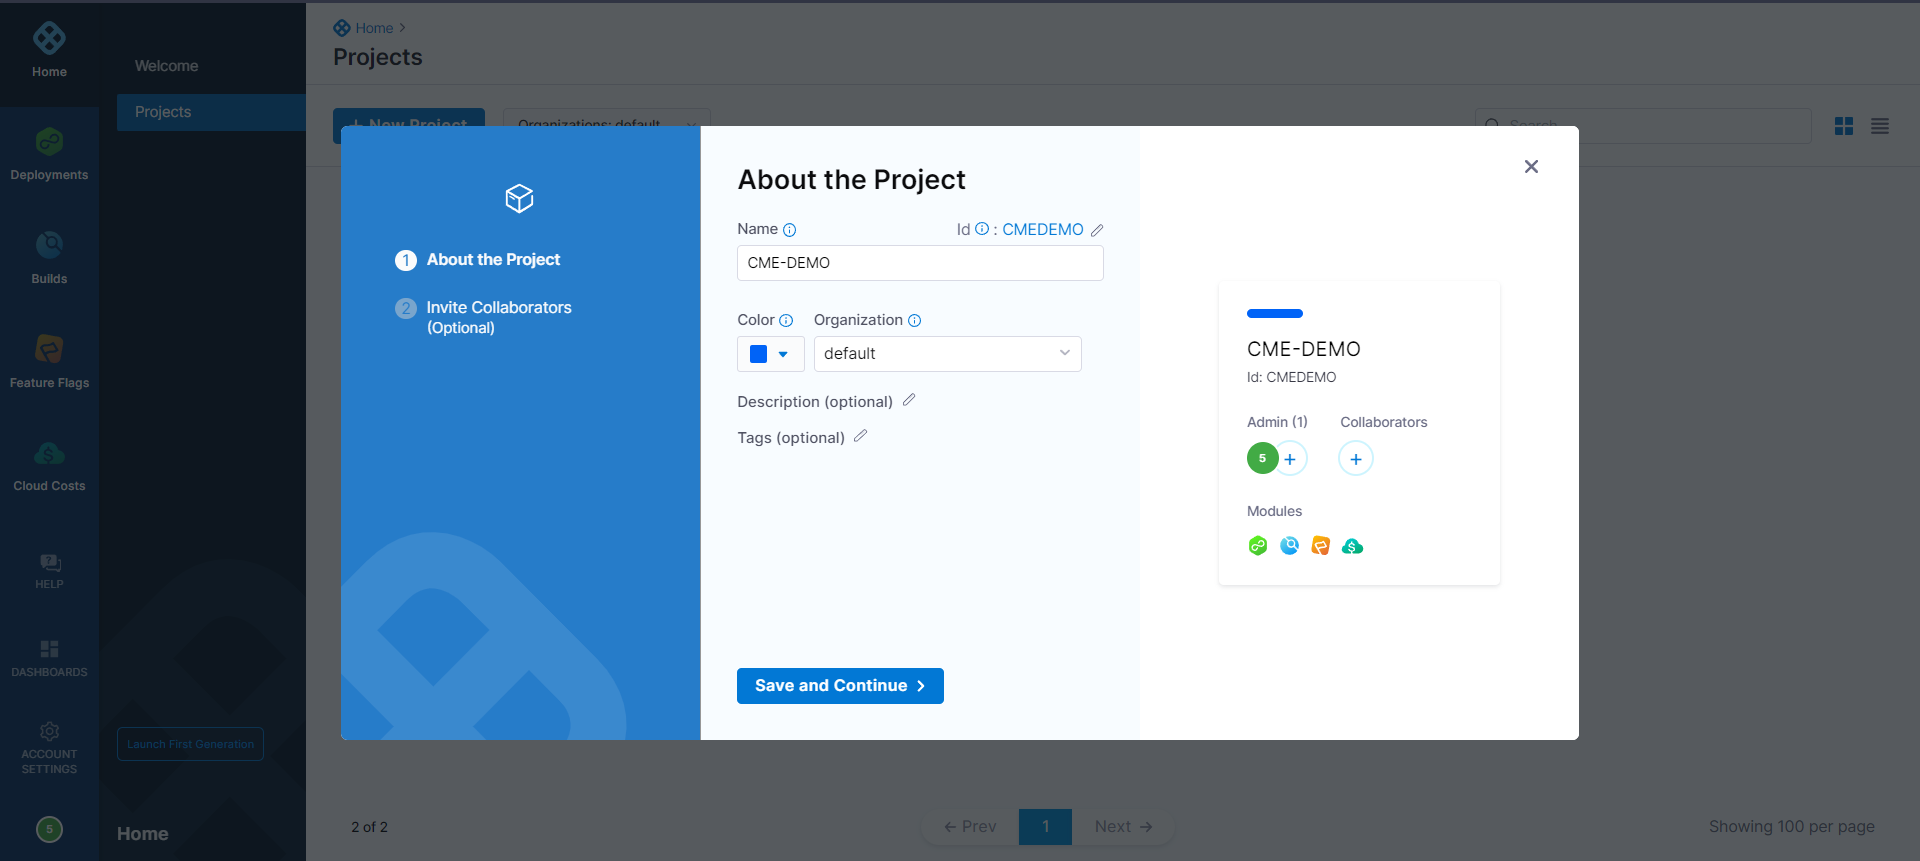 Home
Deployments
Builds
Feature Flags
Cloud Costs
HELP
DASHBOARDS
ACCOUNT
SETTINGS
5
Welcome
Projects
Launch First Generation
Home
Home >
Projects
+ New Project
Organizations: default
Search
1 About the Project
2 Invite Collaborators
(Optional)
About the Project
Name
Id : CMEDEMO
CME-DEMO
Color
Organization
default
Description (optional)
Tags (optional)
Save and Continue >
CME-DEMO
Id: CMEDEMO
Admin (1)
Collaborators
5 +
+
Modules
2 of 2
← Prev
1
Next →
Showing 100 per page